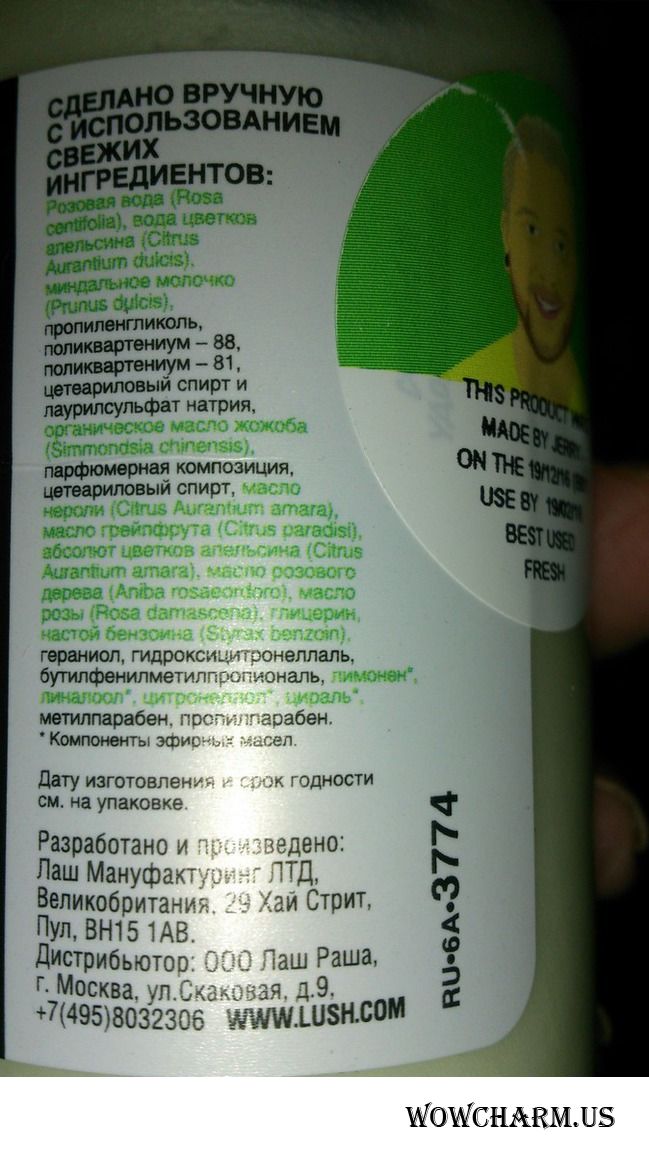 СДЕЛАНО ВРУЧНУЮ
С ИСПОЛЬЗОВАНИЕМ
СВЕЖИХ
ИНГРЕДИЕНТОВ:
Розовая вода (Rosa
centifolia), вода цветков
апельсина (Citrus
Aurantium dulcis),
миндальное молочко
(Prunus dulcis),
пропиленгликоль,
поликвартениум – 88,
поликвартениум – 81,
цетеариловый спирт и
лаурилсульфат натрия,
органическое масло жожоба
(Simmondsia chinensis),
парфюмерная композиция,
цетеариловый спирт, масло
нероли (Citrus Aurantium amara),
масло грейпфрута (Citrus paradisi),
абсолют цветков апельсина (Citrus
Aurantium amara), масло розового
дерева (Aniba rosaeordoro), масло
розы (Rosa damascena), глицерин,
настой бензоина (Styrax benzoin),
гераниол, гидроксицитронеллаль,
бутилфенилметилпропиональ, лимонен*,
линалоол*, цитронеллол*, цираль*,
метилпарабен, пропилпарабен.
* Компоненты эфирных масел.
Дату изготовления и срок годности
см. на упаковке.
Разработано и произведено:
Лаш Мануфактуринг ЛТД,
Великобритания, 29 Хай Стрит,
Пул, BH15 1AB.
Дистрибьютор: ООО Лаш Раша,
г. Москва, ул.Скаковая, д.9,
+7(495)8032306 WWW.LUSH.COM
RU•6A•3774
THIS PRODUCT
MADE BY JERRY
ON THE 19/12/16
USE BY
BEST USED
FRESH
WOWCHARM.US